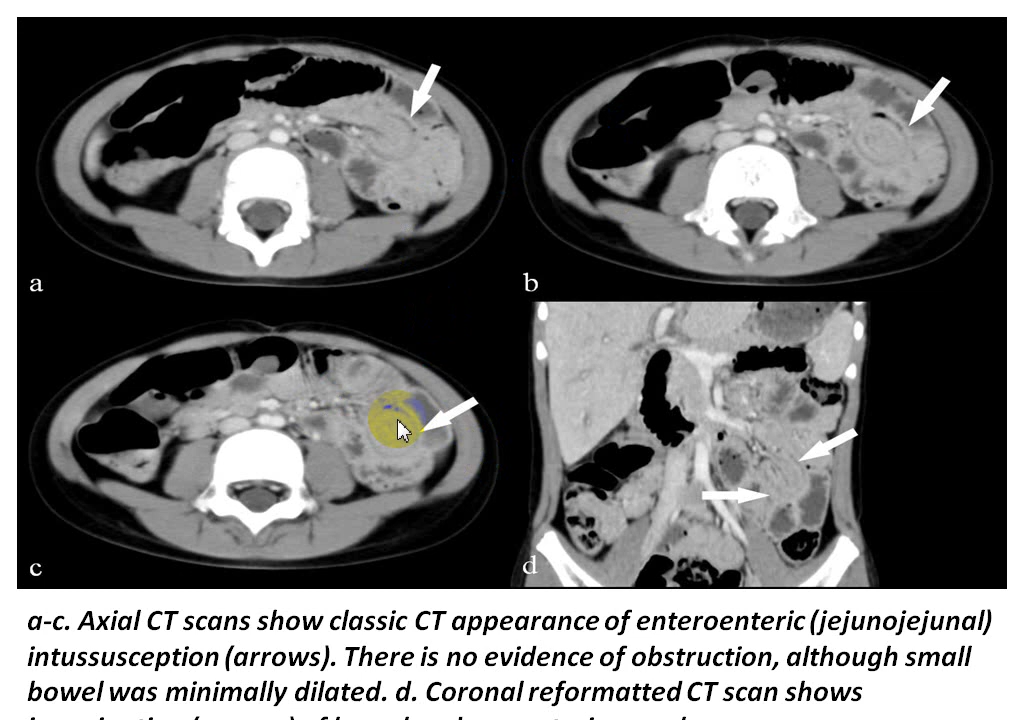 a
b
c
d
a-c. Axial CT scans show classic CT appearance of enteroenteric (jejunojejunal)
intussusception (arrows). There is no evidence of obstruction, although small
bowel was minimally dilated. d. Coronal reformatted CT scan shows